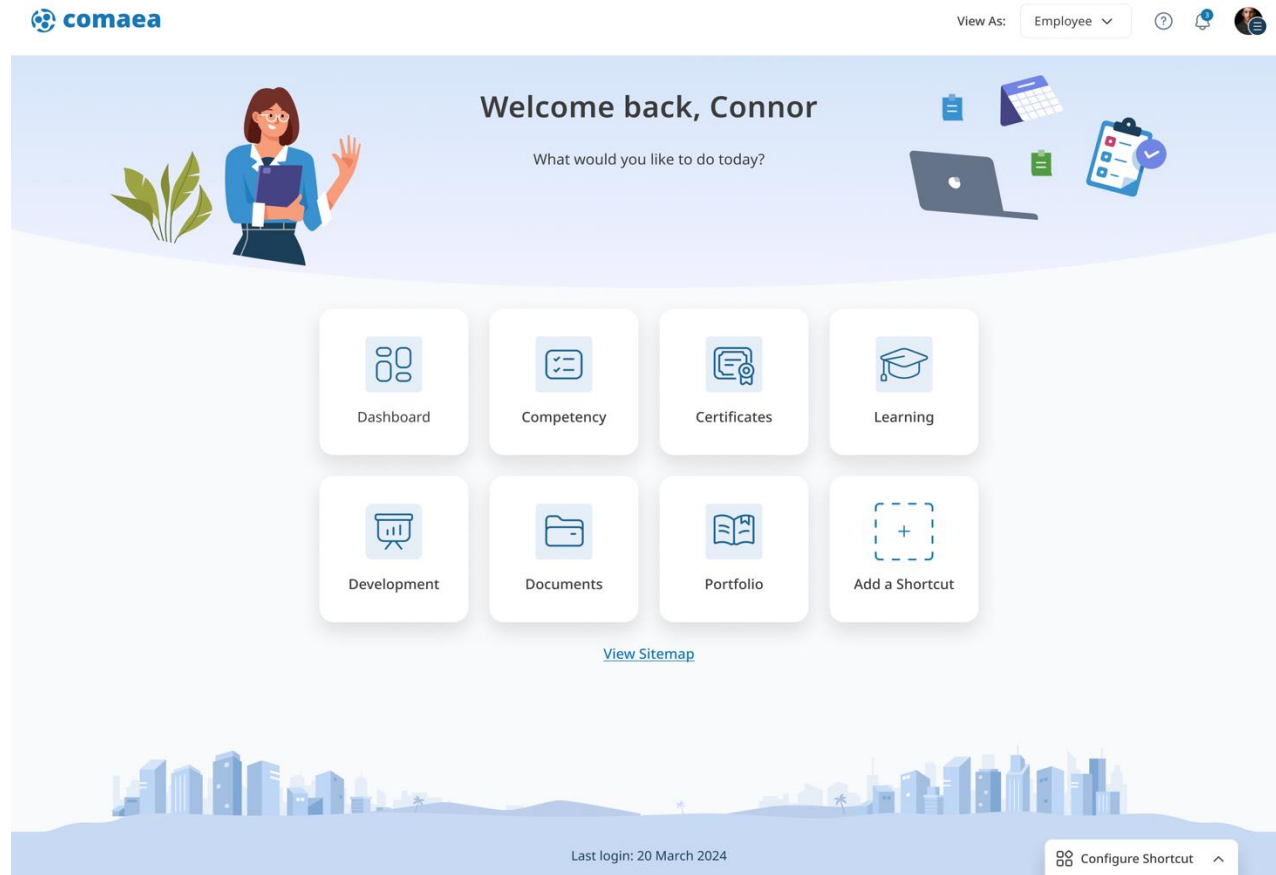 comaea
View As:
Employee
3
Welcome back, Connor
What would you like to do today?
Dashboard
Competency
Certificates
Learning
Development
Documents
Portfolio
Add a Shortcut
View Sitemap
Last login: 20 March 2024
Configure Shortcut